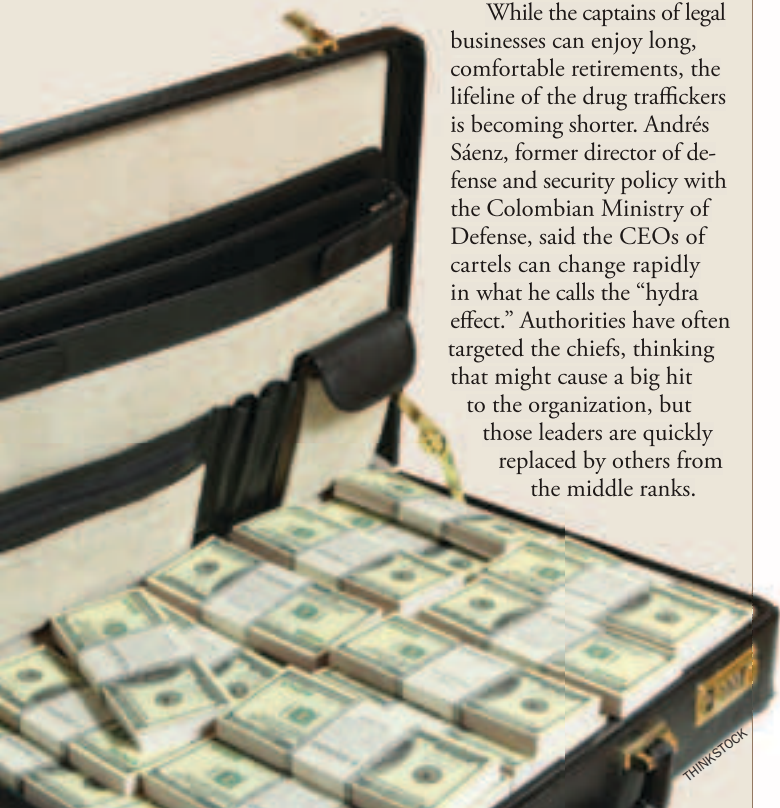 While the captains of legal
businesses can enjoy long,
comfortable retirements, the
lifeline of the drug traffickers
is becoming shorter. Andrés
Sáenz, former director of de-
fense and security policy with
the Colombian Ministry of
Defense, said the CEOs of
cartels can change rapidly
in what he calls the “hydra
effect.” Authorities have often
targeted the chiefs, thinking
that might cause a big hit
to the organization, but
those leaders are quickly
replaced by others from
the middle ranks.
THINKSTOCK